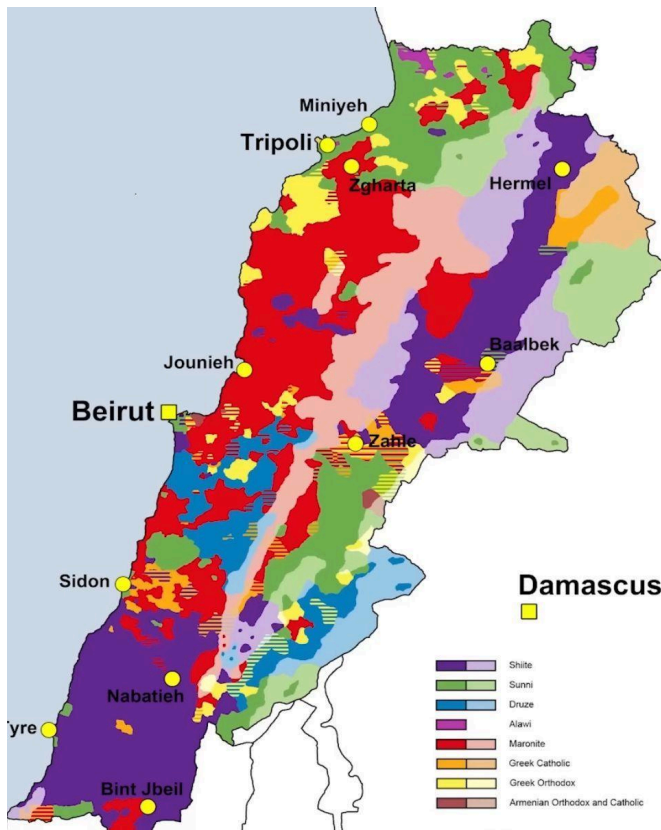 Miniyeh
Tripoli
Zgharta
Hermel
Jounieh
Baalbek
Beirut
Zahle
Sidon
Damascus
Nabatieh
Tyre
Bint Jbeil
Shiite
Sunni
Druze
Alawi
Maronite
Greek Catholic
Greek Orthodox
Armenian Orthodox and Catholic